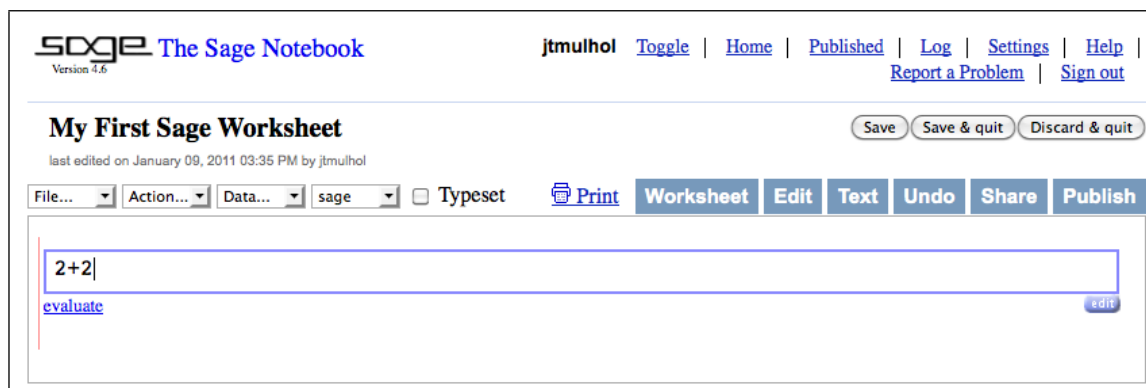 sage The Sage Notebook jtmulhol Toggle | Home | Published | Log | Settings | Help |
Version 4.6 Report a Problem | Sign out
My First Sage Worksheet Save Save & quit Discard & quit
last edited on January 09, 2011 03:35 PM by jtmulhol
File... Action... Data... sage Typeset Print Worksheet Edit Text Undo Share Publish
2+2
evaluate edit